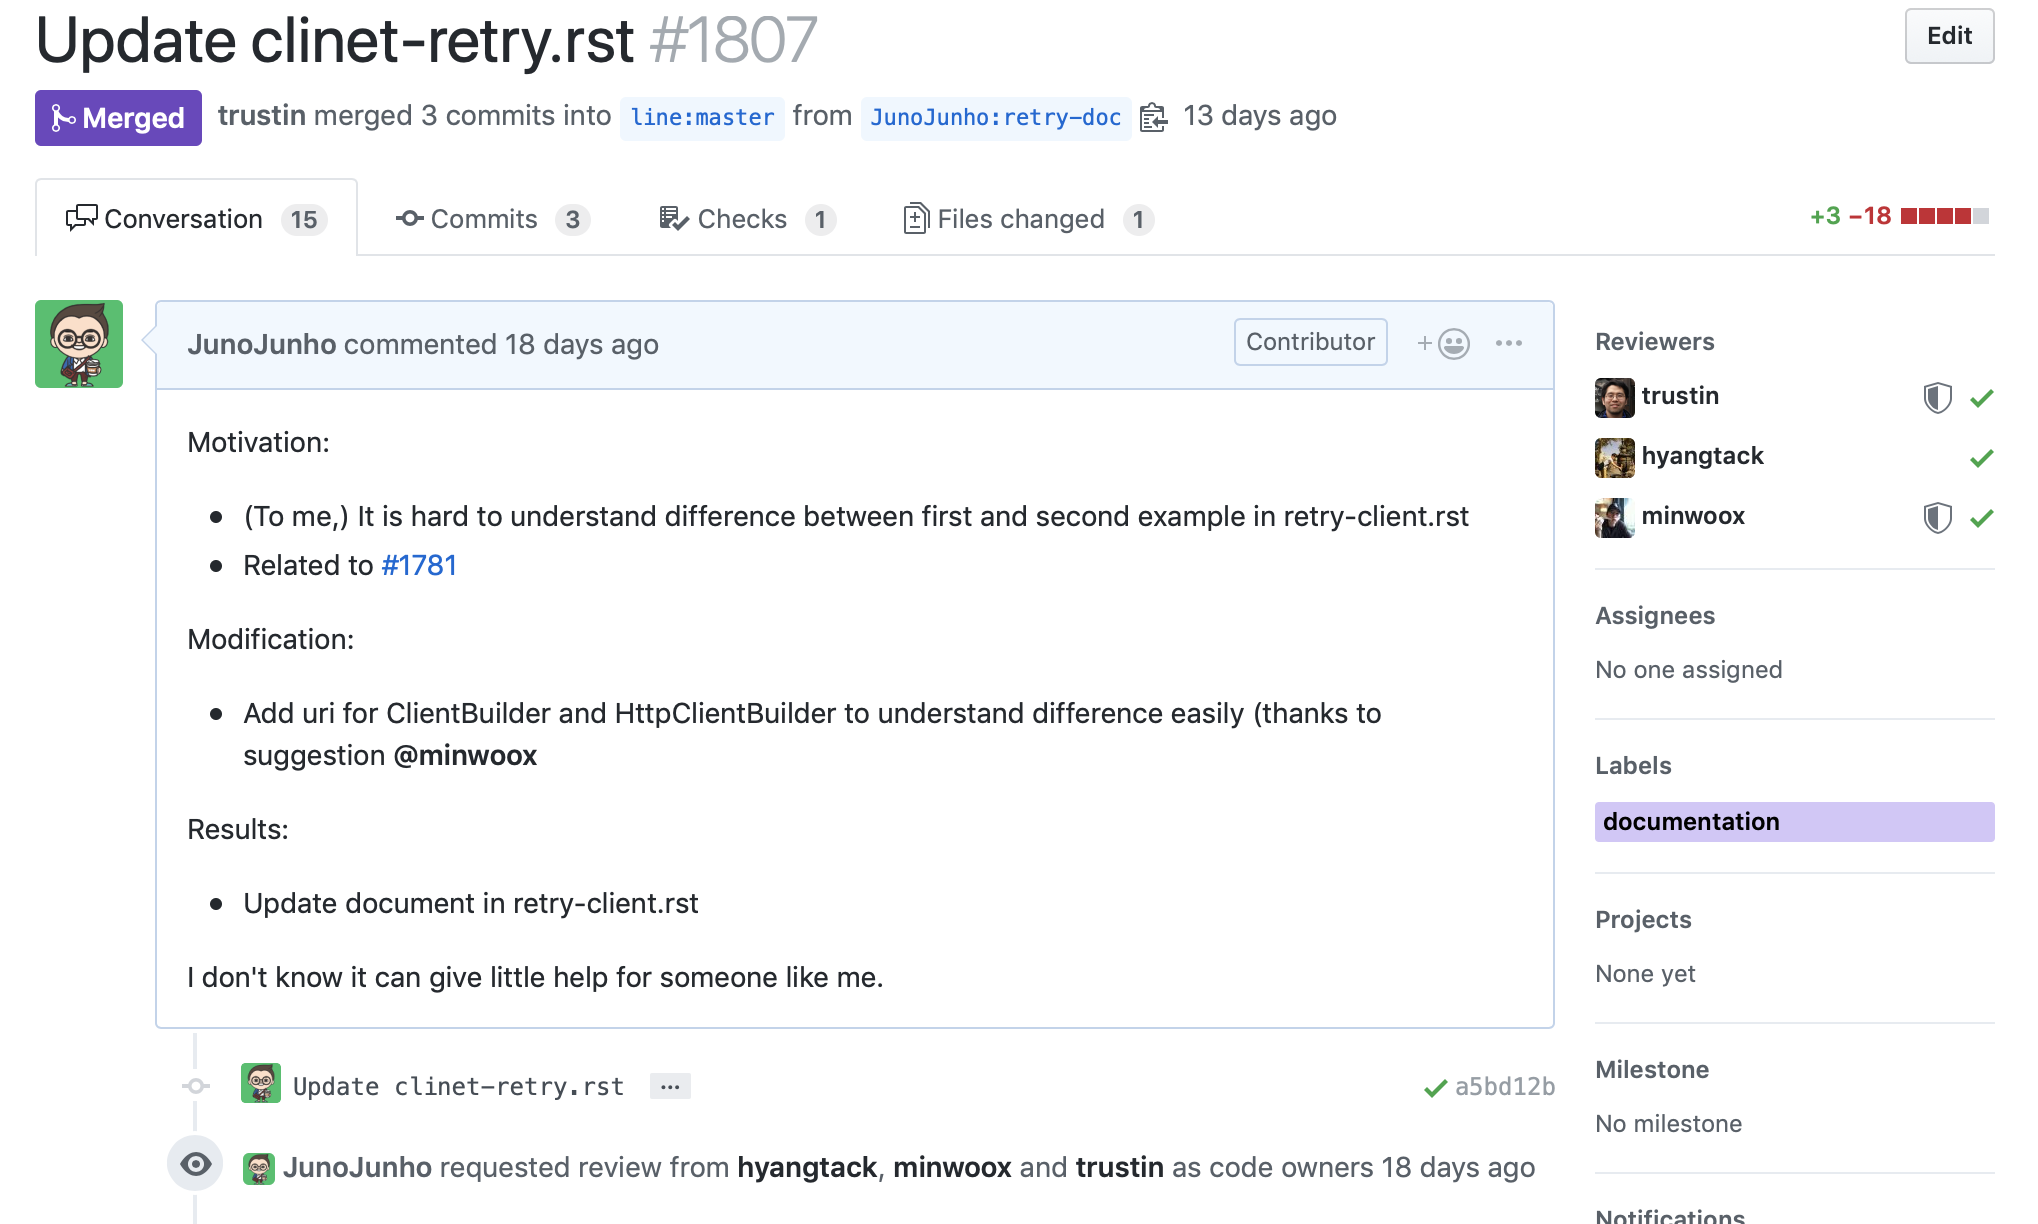 Update clinet-retry.rst #1807
Edit
Merged
trustin merged 3 commits into line:master from JunoJunho:retry-doc 13 days ago
Conversation 15
Commits 3
Checks 1
Files changed 1
+3 −18
JunoJunho commented 18 days ago
Contributor
Motivation:
(To me,) It is hard to understand difference between first and second example in retry-client.rst
Related to #1781
Modification:
Add uri for ClientBuilder and HttpClientBuilder to understand difference easily (thanks to
suggestion @minwoox
Results:
Update document in retry-client.rst
I don't know it can give little help for someone like me.
Update clinet-retry.rst
a5bd12b
JunoJunho requested review from hyangtack, minwoox and trustin as code owners 18 days ago
Reviewers
trustin
hyangtack
minwoox
Assignees
No one assigned
Labels
documentation
Projects
None yet
Milestone
No milestone
Notifications